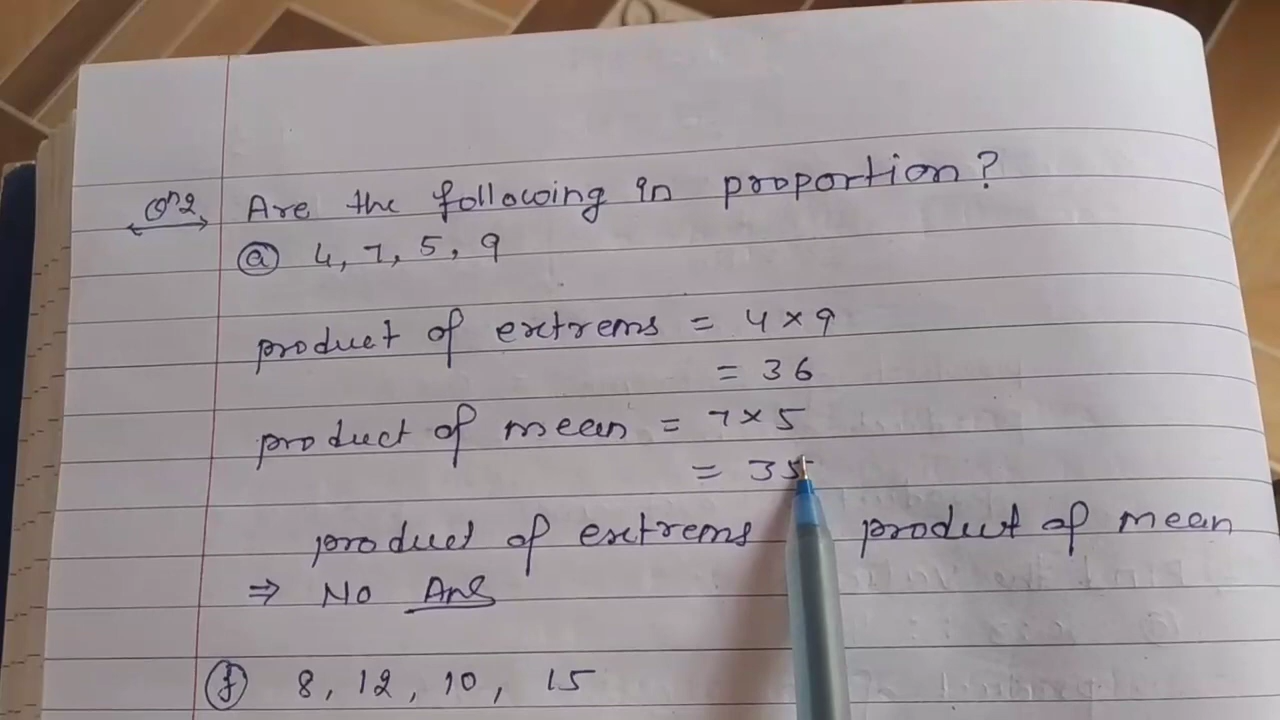 Qn2 Are the following in proportion?
(a) 4, 7, 5, 9
product of extrems = 4 × 9
= 36
product of mean = 7 × 5
= 35
product of extrems product of mean
⇒ No Ans
(f) 8, 12, 10, 15